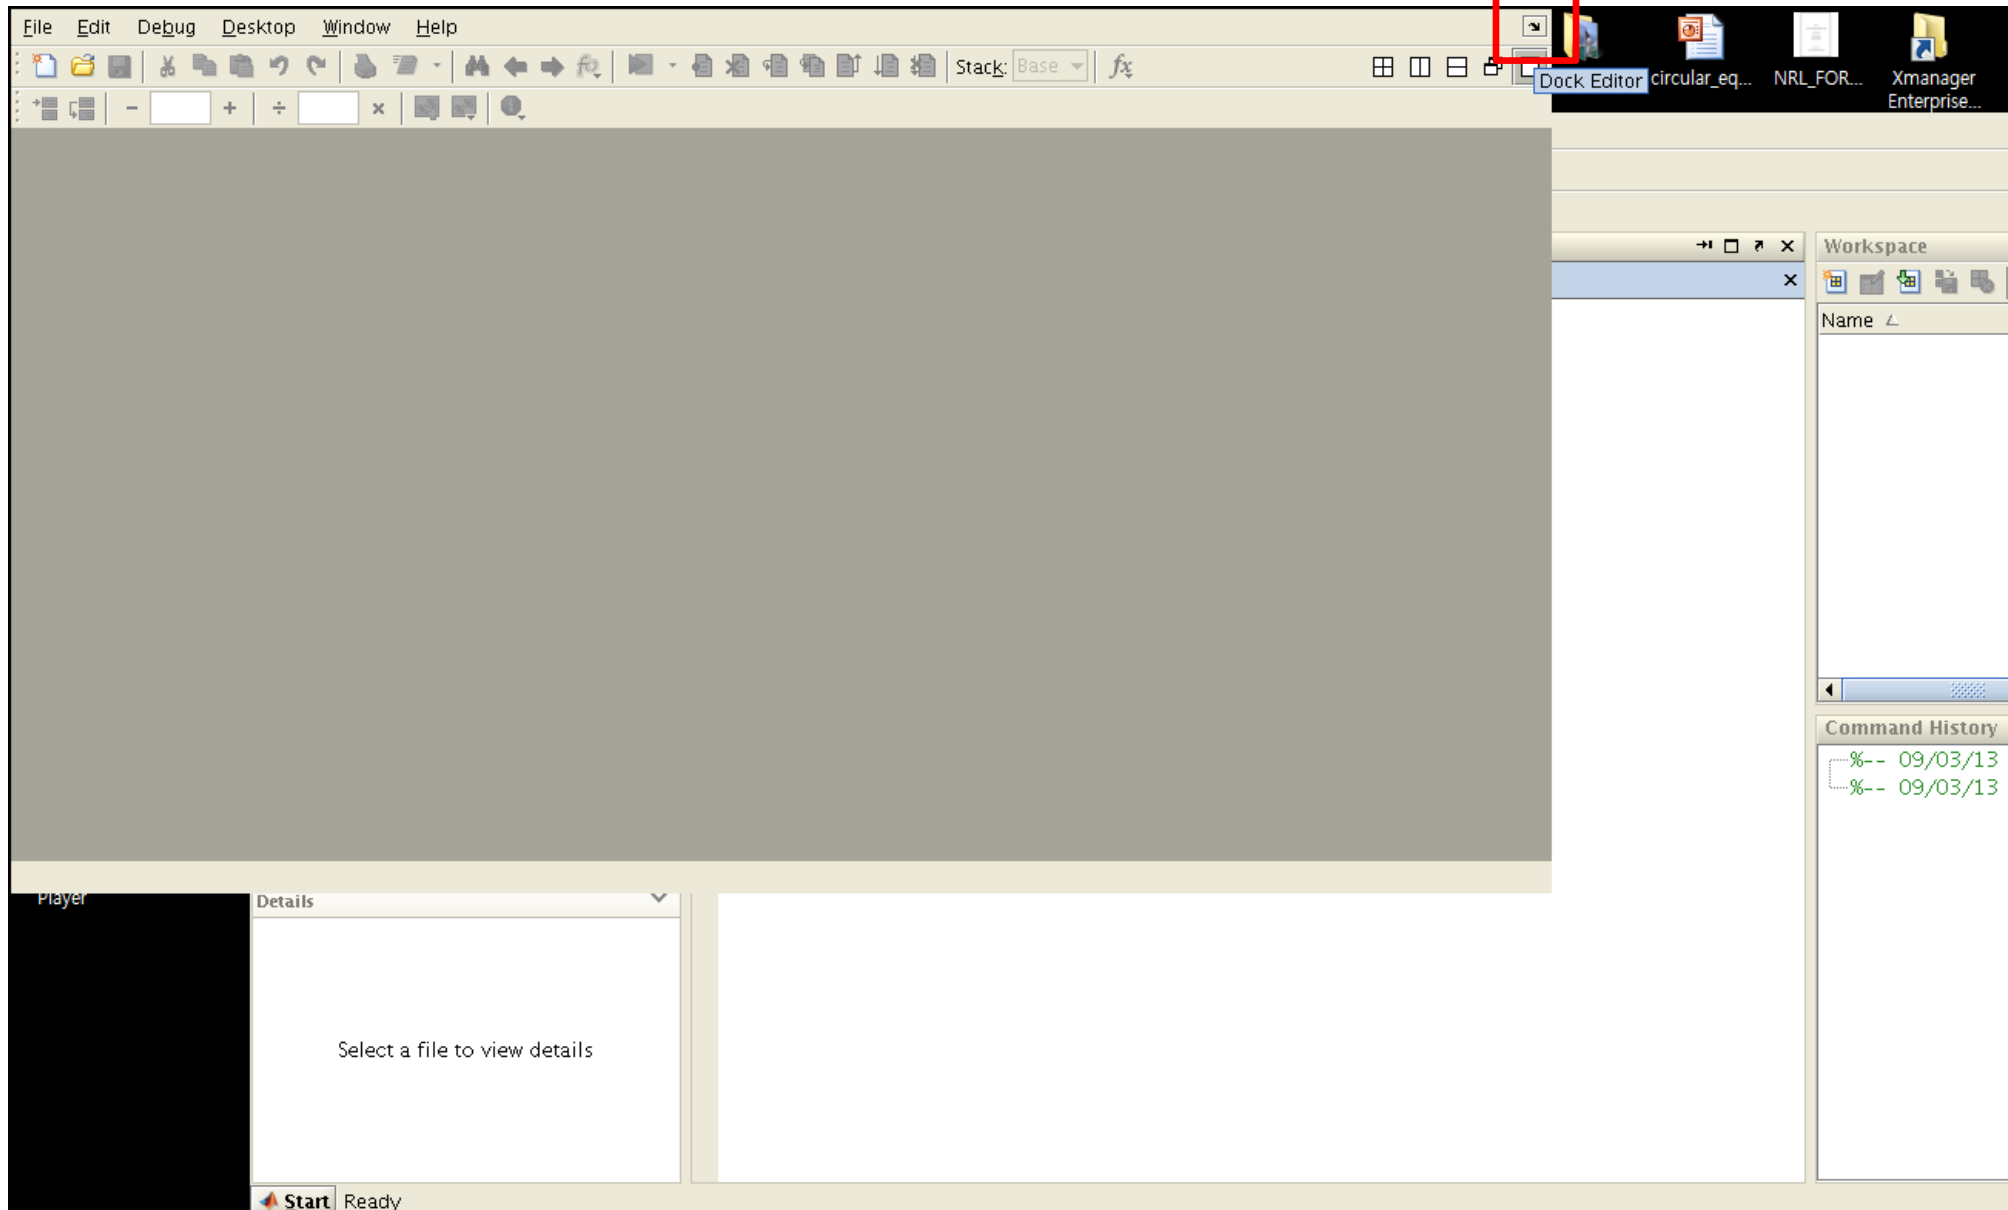 File Edit Debug Desktop Window Help
Stack: Base fx
Dock Editor
circular_eq...
NRL_FOR...
Xmanager
Enterprise...
Workspace
Name
Command History
%-- 09/03/13
%-- 09/03/13
Player
Details
Select a file to view details
Start Ready